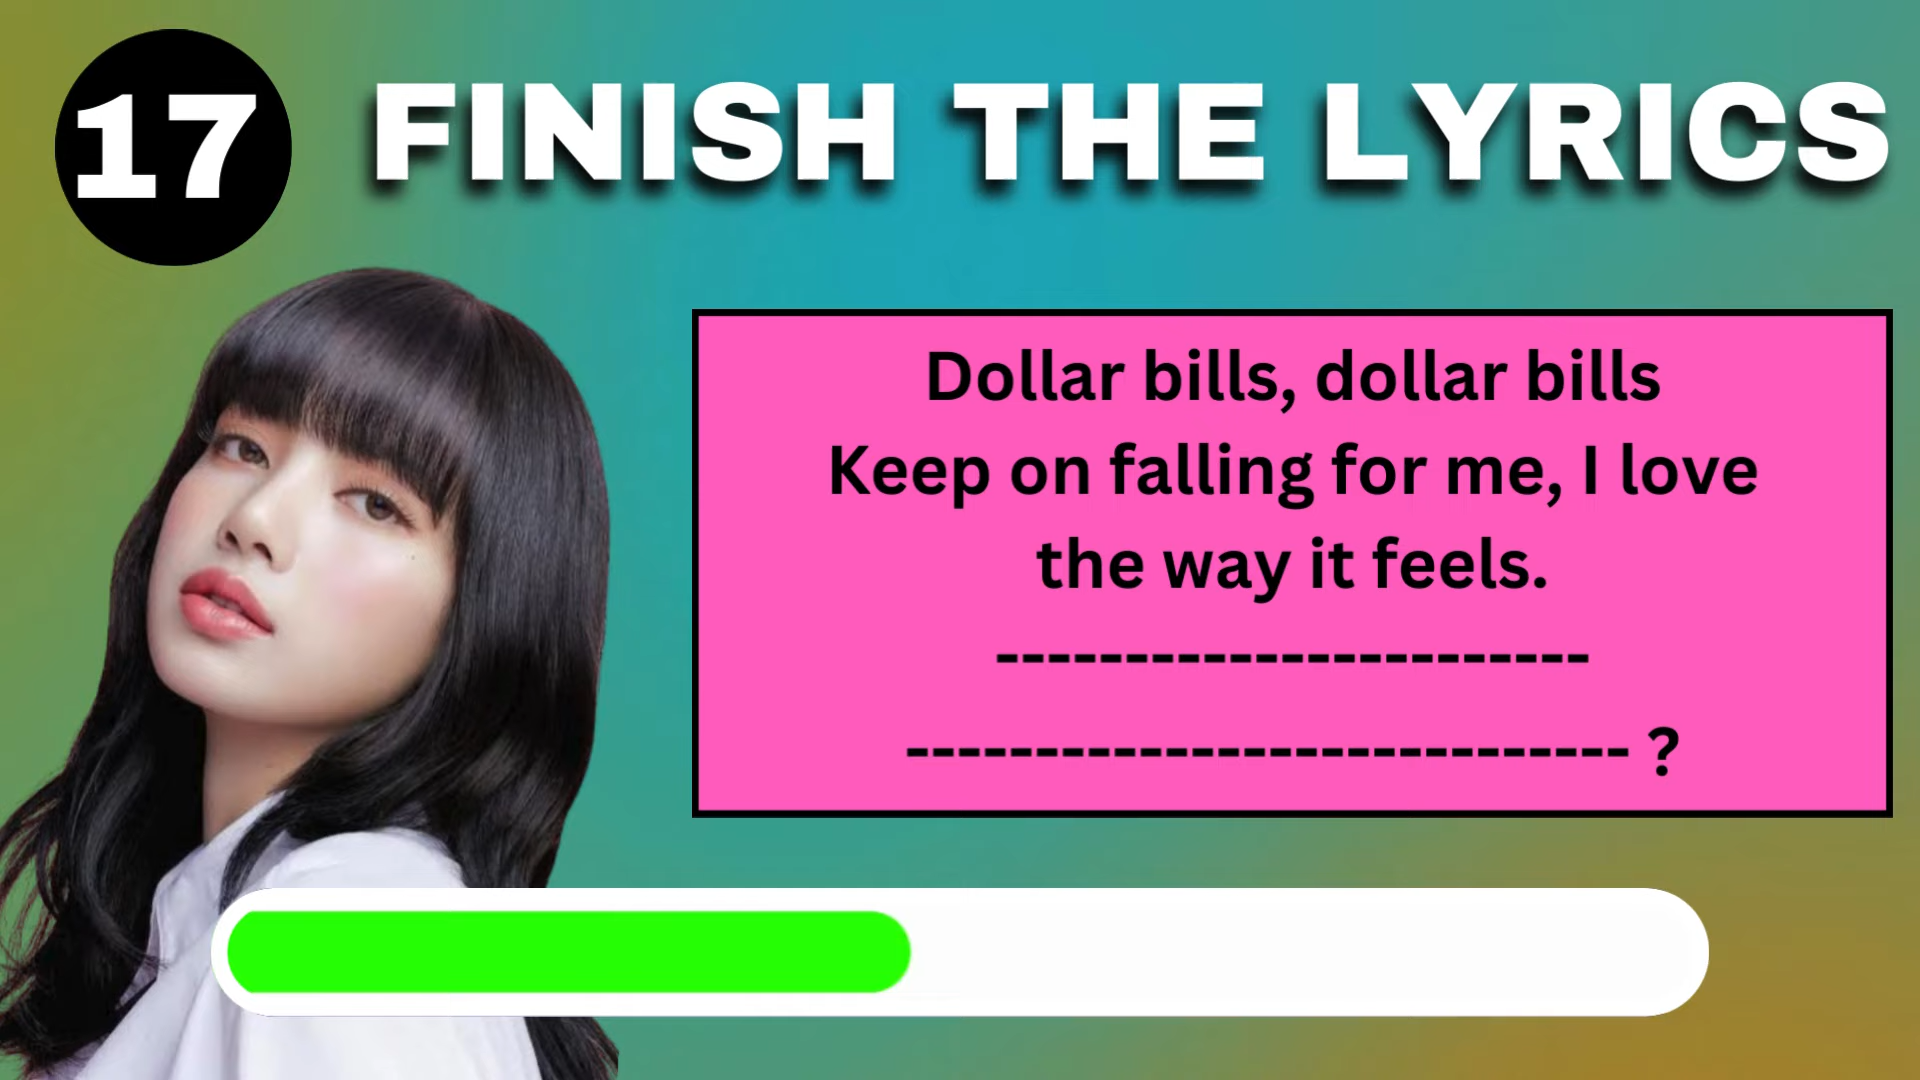 17 FINISH THE LYRICS
Dollar bills, dollar bills
Keep on falling for me, I love
the way it feels.
-----------------------
---------------------------- ?